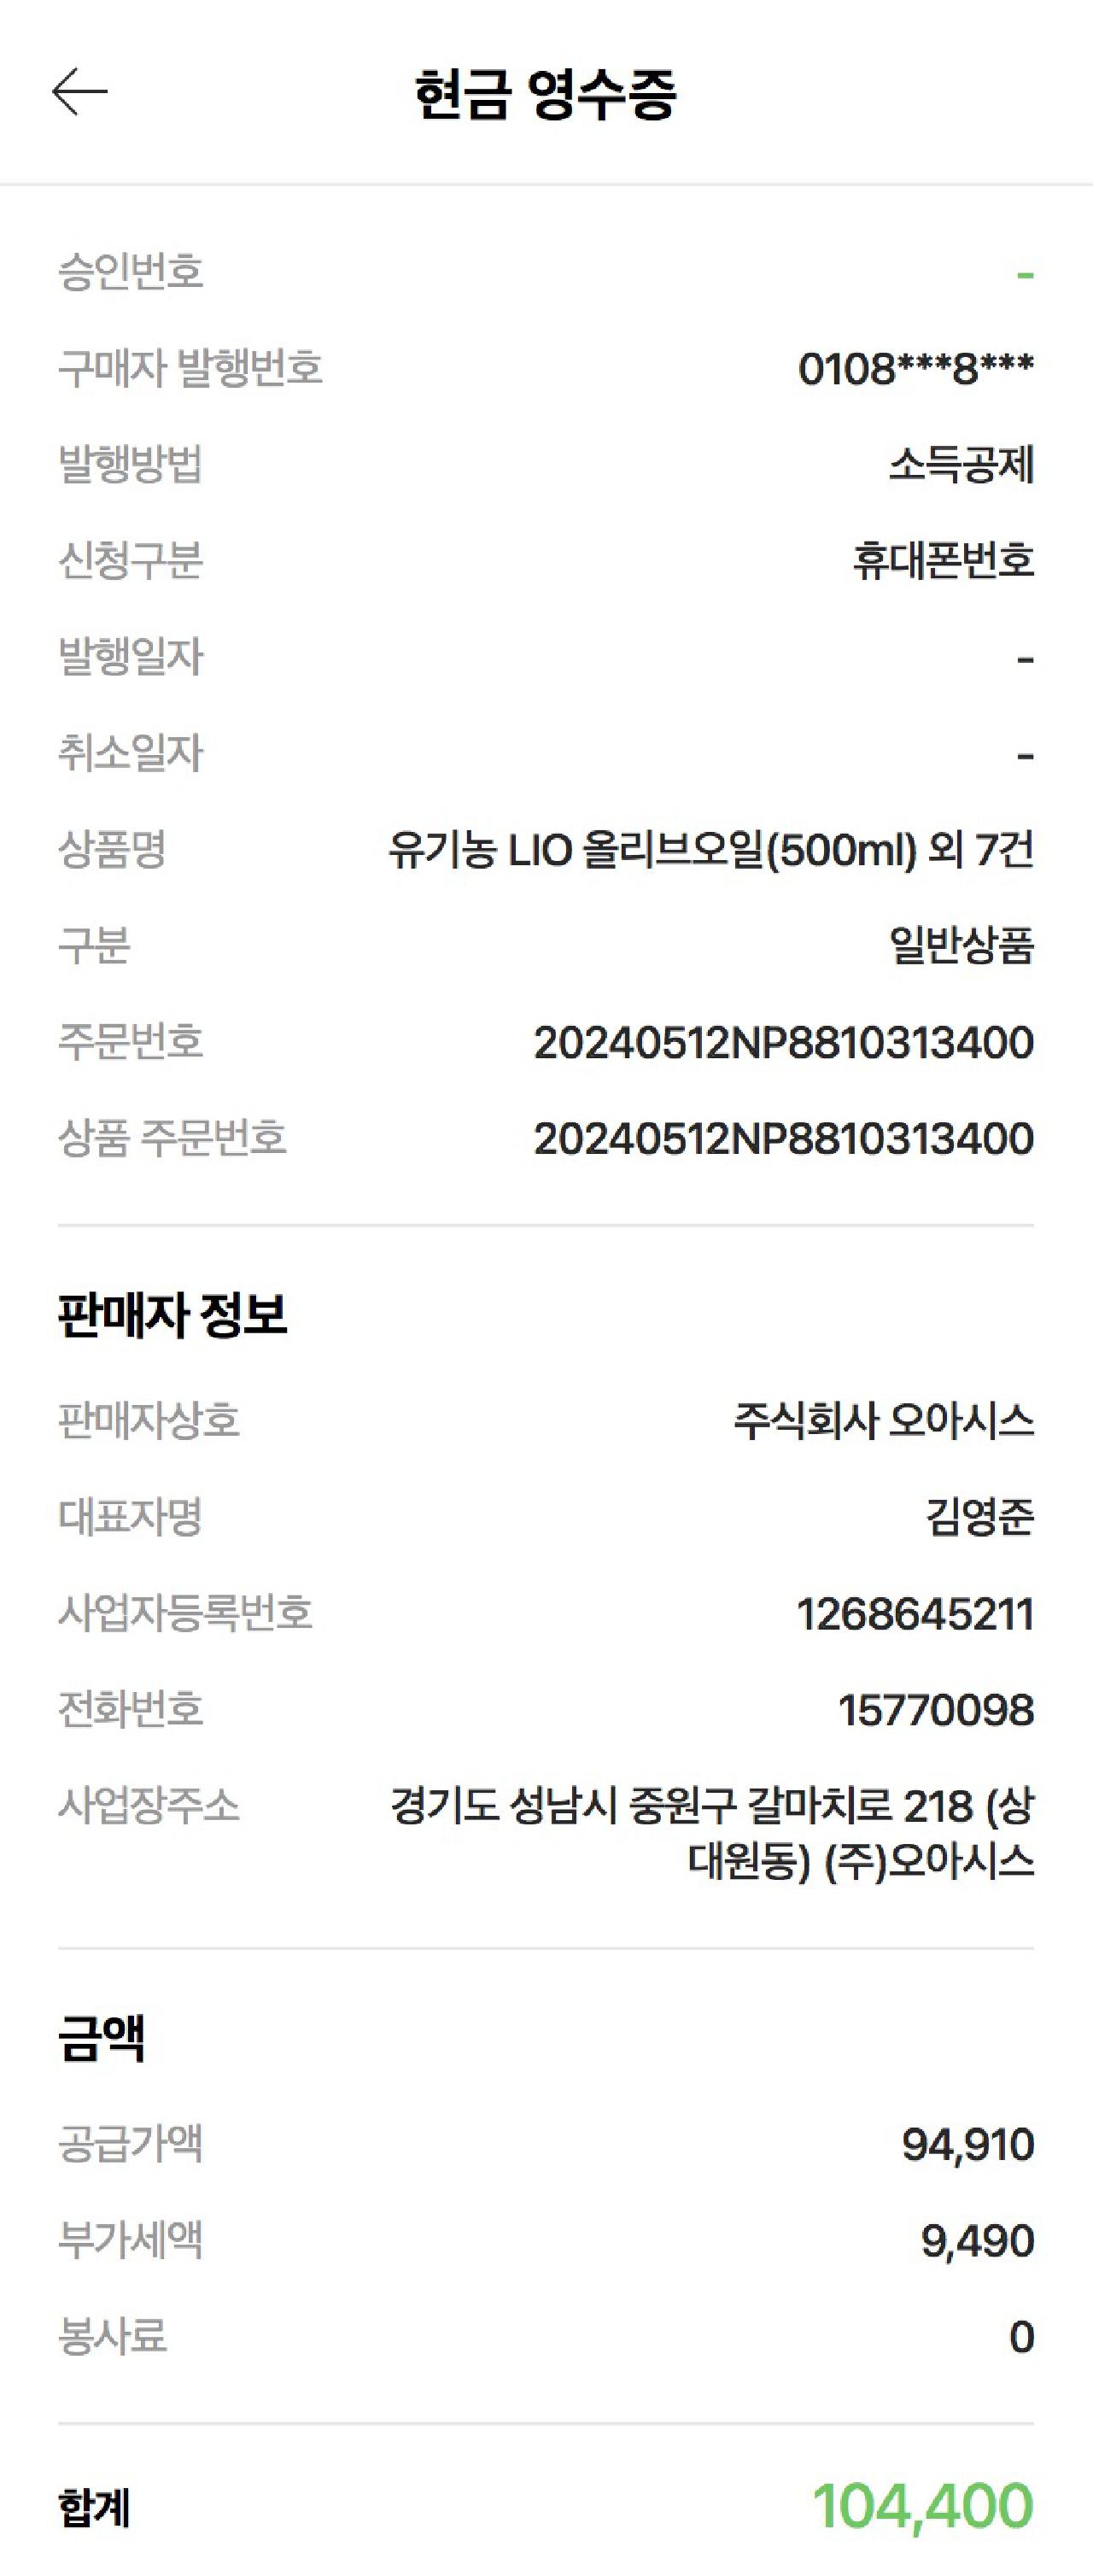 현금 영수증
승인번호 -
구매자 발행번호 0108***8***
발행방법 소득공제
신청구분 휴대폰번호
발행일자 -
취소일자 -
상품명 유기농 LIO 올리브오일(500ml) 외 7건
구분 일반상품
주문번호 20240512NP8810313400
상품 주문번호 20240512NP8810313400
판매자 정보
판매자상호 주식회사 오아시스
대표자명 김영준
사업자등록번호 1268645211
전화번호 15770098
사업장주소 경기도 성남시 중원구 갈마치로 218 (상
대원동) (주)오아시스
금액
공급가액 94,910
부가세액 9,490
봉사료 0
합계 104,400